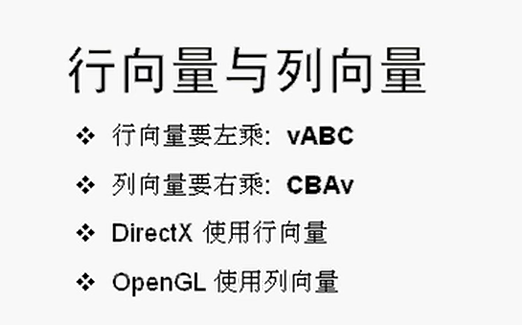 行向量与列向量
❖ 行向量要左乘: vABC
❖ 列向量要右乘: CBAv
❖ DirectX 使用行向量
❖ OpenGL 使用列向量